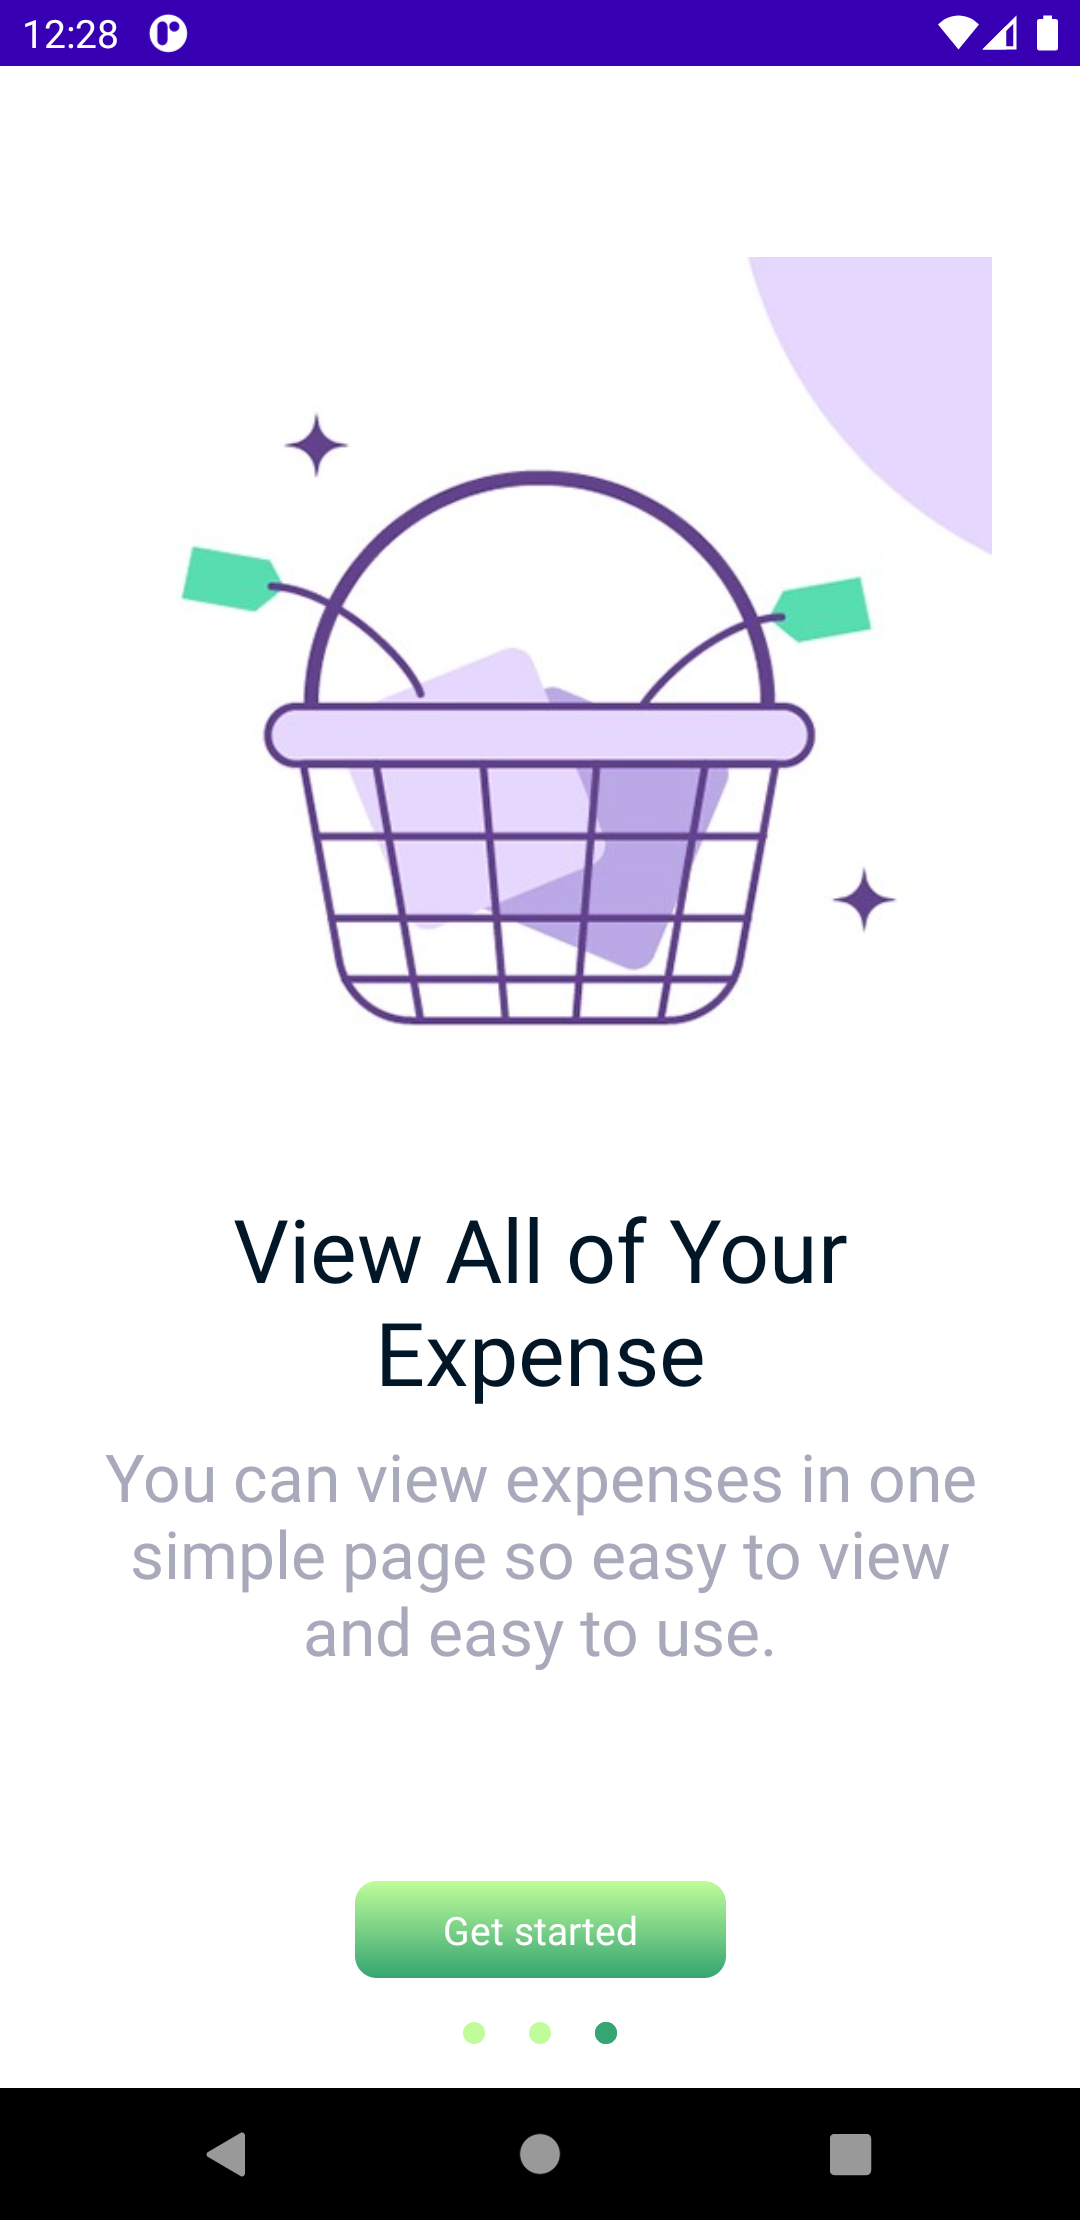 12:28
View All of Your
Expense
You can view expenses in one
simple page so easy to view
and easy to use.
Get started